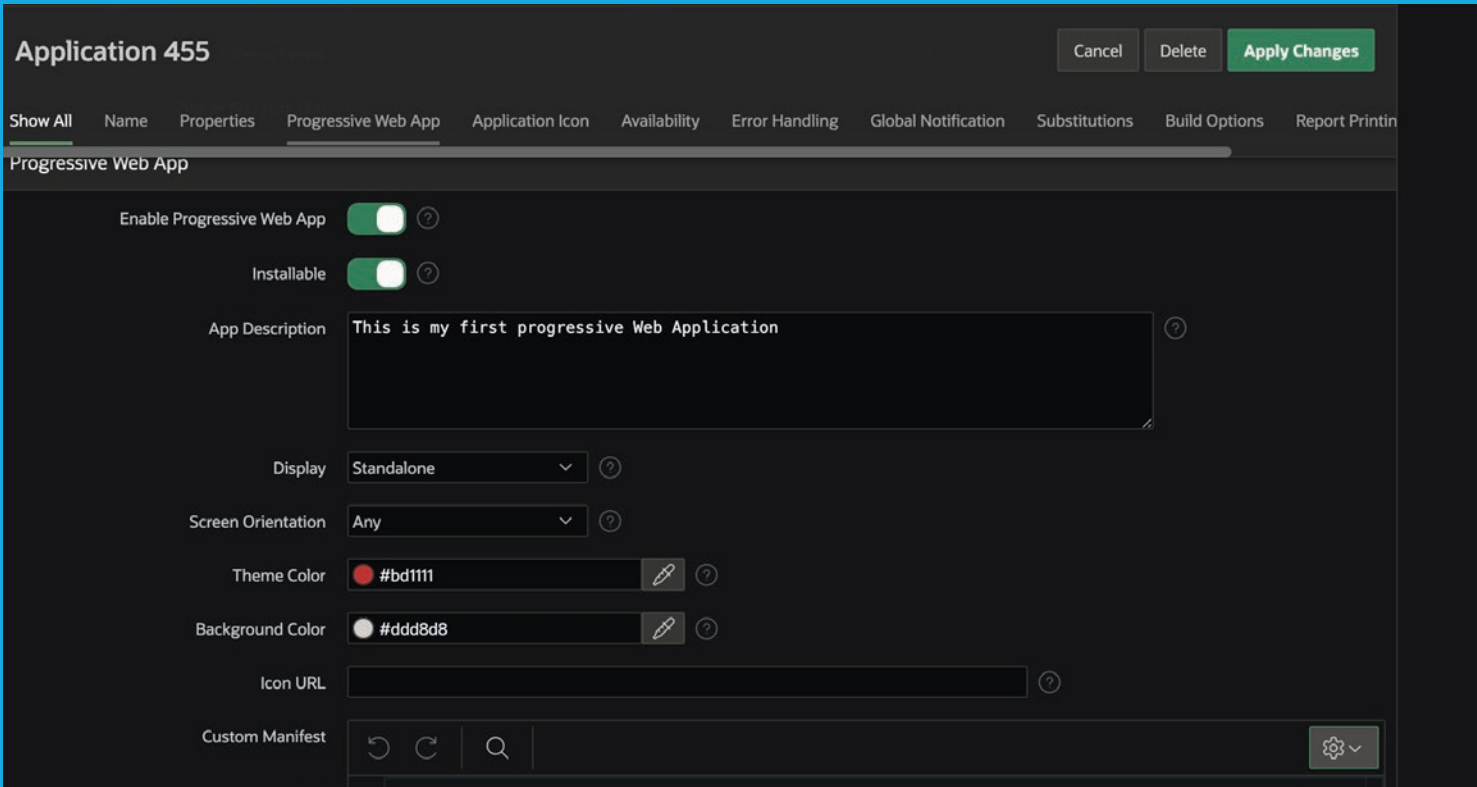 Application 455
Cancel
Delete
Apply Changes
Show All
Name
Properties
Progressive Web App
Application Icon
Availability
Error Handling
Global Notification
Substitutions
Build Options
Report Printin
Progressive Web App
Enable Progressive Web App
?
Installable
?
App Description
This is my first progressive Web Application
?
Display
Standalone
?
Screen Orientation
Any
?
Theme Color
#bd1111
?
Background Color
#ddd8d8
?
Icon URL
?
Custom Manifest